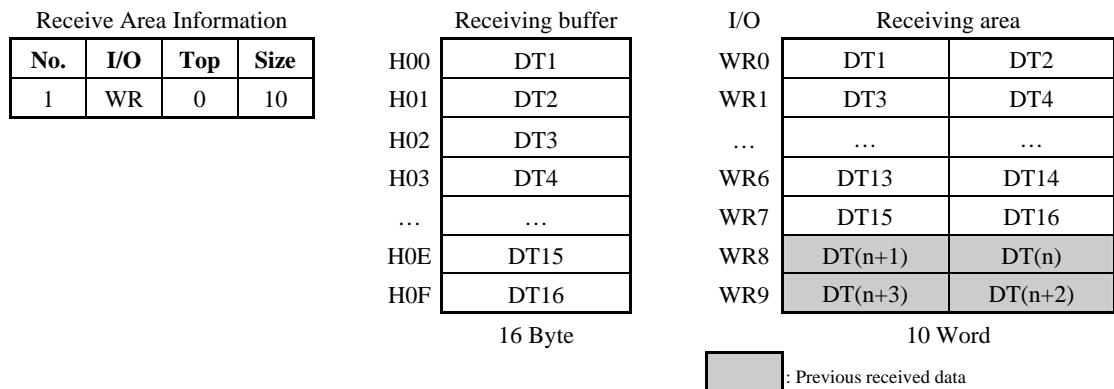 Receive Area Information
No. I/O Top Size
1 WR 0 10
Receiving buffer
H00 DT1
H01 DT2
H02 DT3
H03 DT4
… …
H0E DT15
H0F DT16
16 Byte
I/O Receiving area
WR0 DT1 DT2
WR1 DT3 DT4
… … …
WR6 DT13 DT14
WR7 DT15 DT16
WR8 DT(n+1) DT(n)
WR9 DT(n+3) DT(n+2)
10 Word
: Previous received data